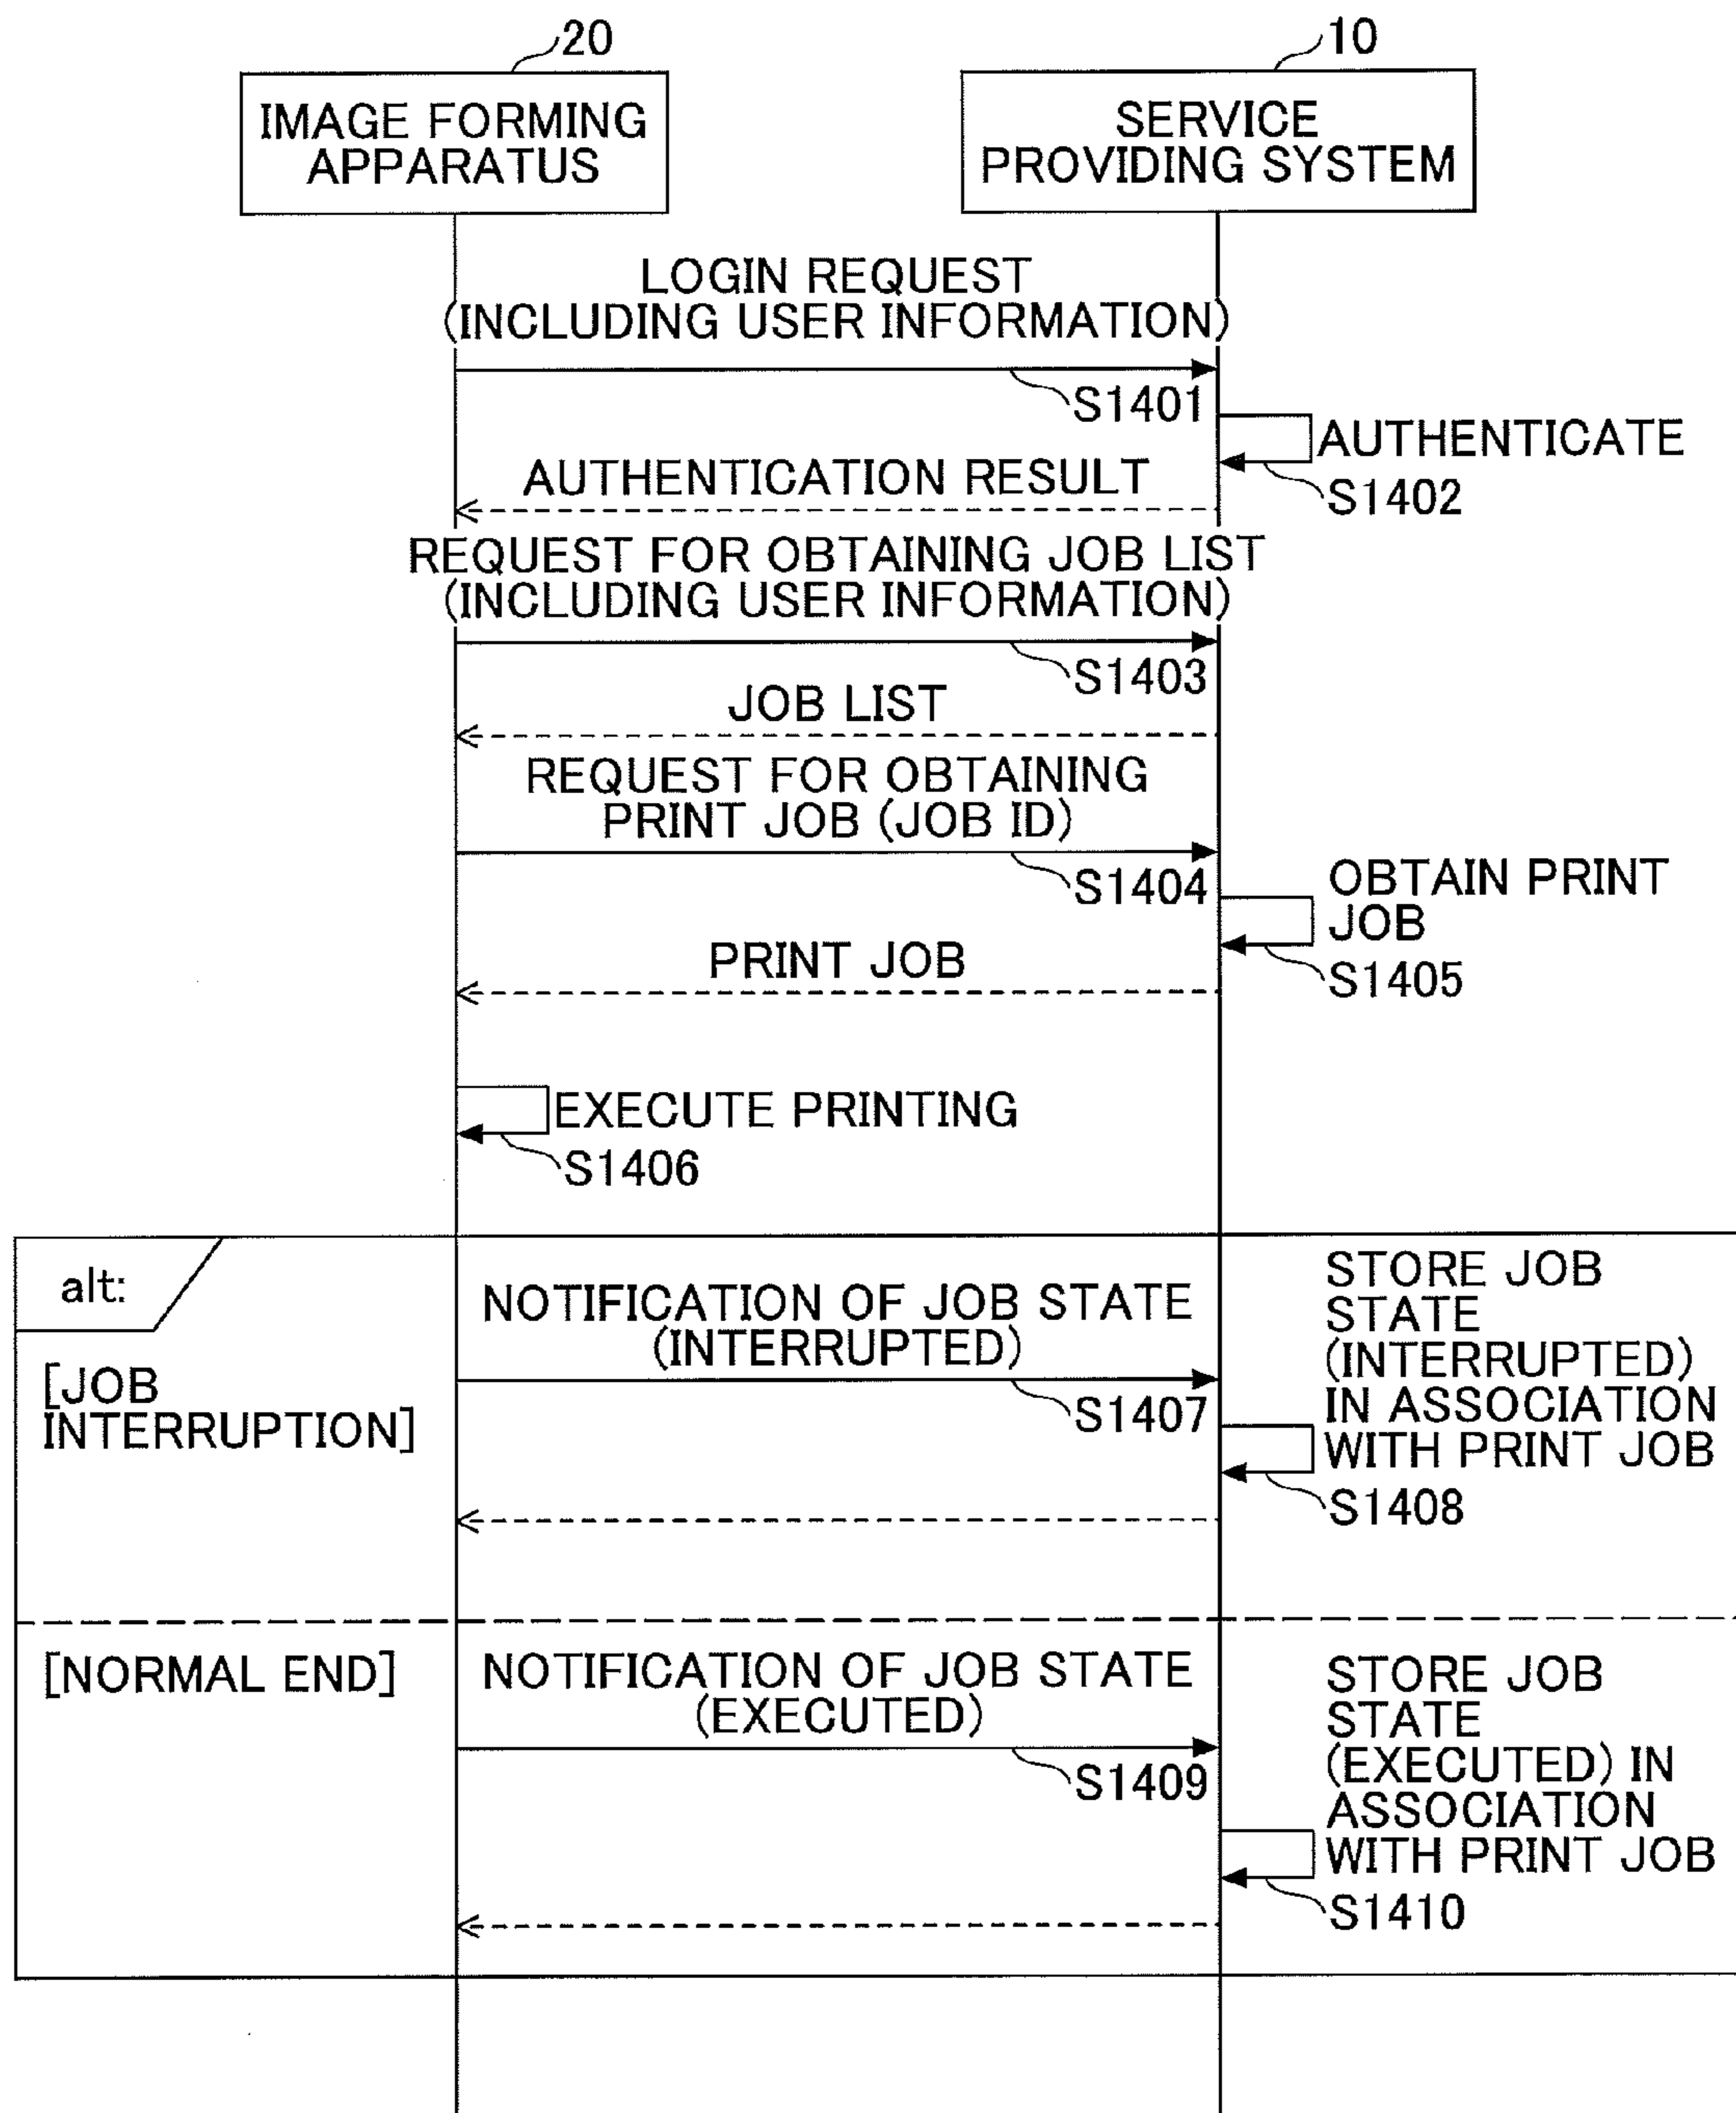 20
10
IMAGE FORMING
APPARATUS
SERVICE
PROVIDING SYSTEM
LOGIN REQUEST
(INCLUDING USER INFORMATION)
S1401
AUTHENTICATE
S1402
AUTHENTICATION RESULT
REQUEST FOR OBTAINING JOB LIST
(INCLUDING USER INFORMATION)
S1403
JOB LIST
REQUEST FOR OBTAINING
PRINT JOB (JOB ID)
S1404
OBTAIN PRINT
JOB
S1405
PRINT JOB
EXECUTE PRINTING
S1406
alt:
[JOB
INTERRUPTION]
NOTIFICATION OF JOB STATE
(INTERRUPTED)
S1407
STORE JOB
STATE
(INTERRUPTED)
IN ASSOCIATION
WITH PRINT JOB
S1408
[NORMAL END]
NOTIFICATION OF JOB STATE
(EXECUTED)
S1409
STORE JOB
STATE
(EXECUTED) IN
ASSOCIATION
WITH PRINT JOB
S1410